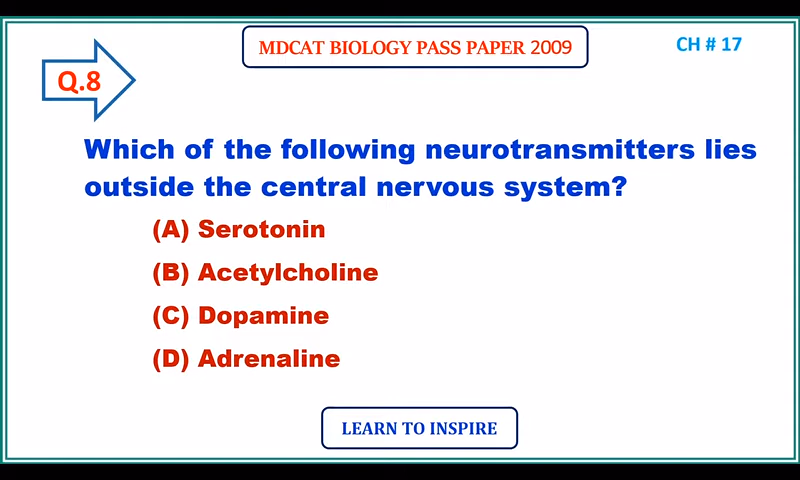 MDCAT BIOLOGY PASS PAPER 2009
CH # 17
Q.8
Which of the following neurotransmitters lies
outside the central nervous system?
(A) Serotonin
(B) Acetylcholine
(C) Dopamine
(D) Adrenaline
LEARN TO INSPIRE